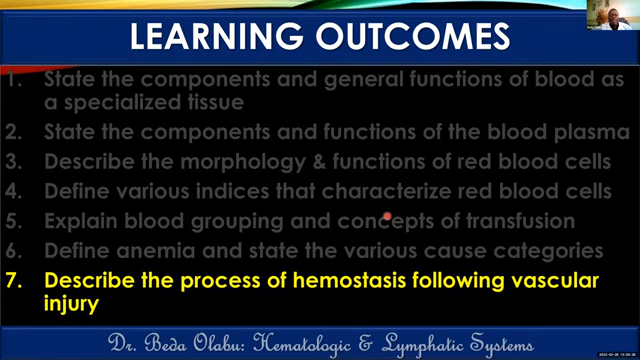 LEARNING OUTCOMES
1. State the components and general functions of blood as
a specialized tissue
2. State the components and functions of the blood plasma
3. Describe the morphology & functions of red blood cells
4. Define various indices that characterize red blood cells
5. Explain blood grouping and concepts of transfusion
6. Define anemia and state the various cause categories
7. Describe the process of hemostasis following vascular
injury
Dr. Beda Olabu: Hematologic & Lymphatic Systems